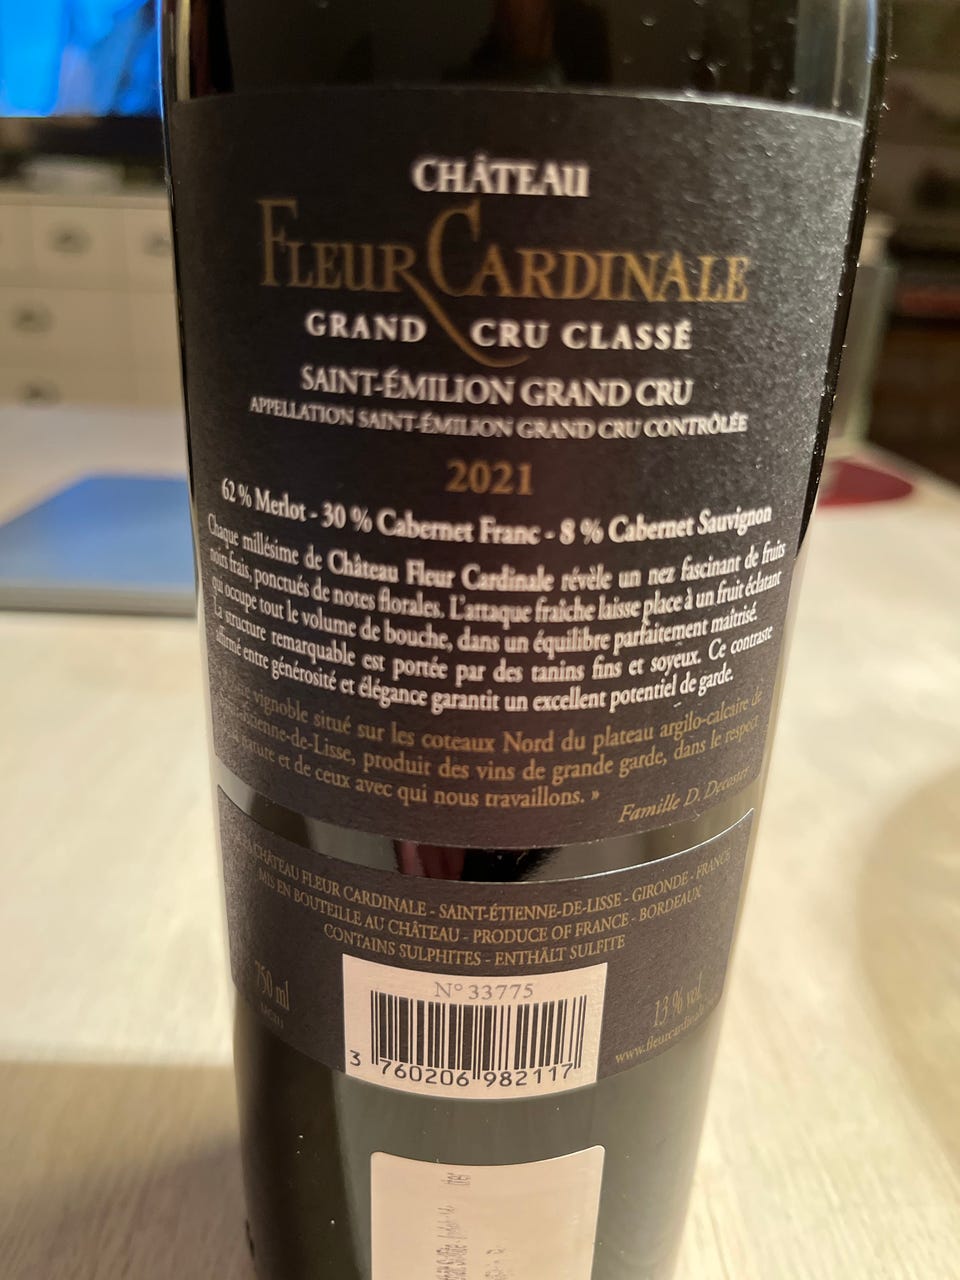 CHÂTEAU
FLEUR CARDINALE
GRAND CRU CLASSÉ
SAINT-ÉMILION GRAND CRU
APPELLATION SAINT-ÉMILION GRAND CRU CONTRÔLÉE
2021
62 % Merlot - 30 % Cabernet Franc - 8 % Cabernet Sauvignon
Chaque millésime de Château Fleur Cardinale révèle un nez fascinant de fruits
noirs frais, ponctués de notes florales. L'attaque fraîche laisse place à un fruit éclatant
qui occupe tout le volume de bouche, dans un équilibre parfaitement maîtrisé.
La structure remarquable est portée par des tanins fins et soyeux. Ce contraste
affirmé entre générosité et élégance garantit un excellent potentiel de garde.
vignoble situé sur les coteaux Nord du plateau argilo-calcaire de
Saint-Étienne-de-Lisse, produit des vins de grande garde, dans le respect
nature et de ceux avec qui nous travaillons. »
Famille D. Decoster
CHÂTEAU FLEUR CARDINALE - SAINT-ÉTIENNE-DE-LISSE - GIRONDE - FRANCE
MIS EN BOUTEILLE AU CHÂTEAU - PRODUCE OF FRANCE - BORDEAUX
CONTAINS SULPHITES - ENTHÄLT SULFITE
750 ml
13 % vol.
N° 33775
www.fleurcardinale
3 760206 982117